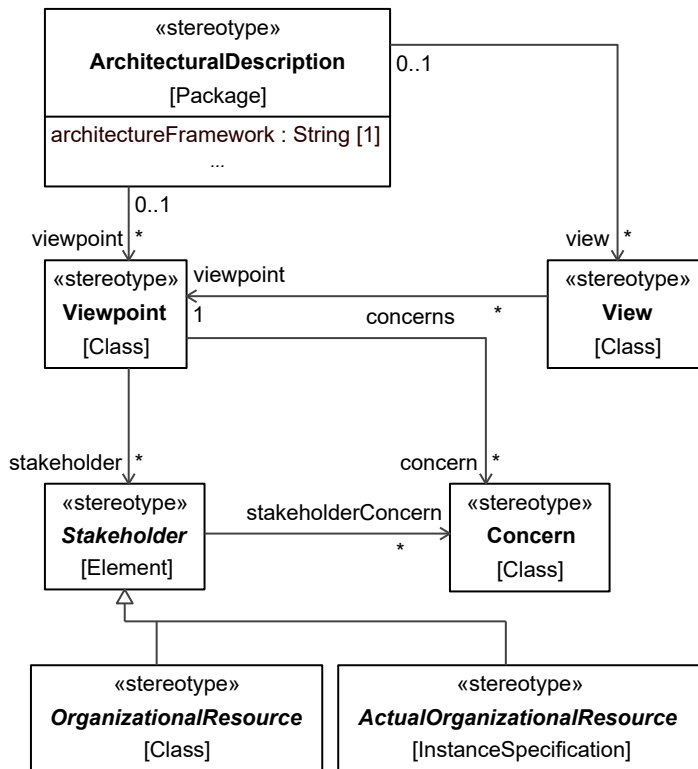 «stereotype»
ArchitecturalDescription
[Package]
architectureFramework : String [1]
...
0..1
0..1
viewpoint
*
view
*
«stereotype»
Viewpoint
[Class]
viewpoint
1
*
concerns
«stereotype»
View
[Class]
stakeholder
*
concern
*
«stereotype»
Stakeholder
[Element]
stakeholderConcern
*
«stereotype»
Concern
[Class]
«stereotype»
OrganizationalResource
[Class]
«stereotype»
ActualOrganizationalResource
[InstanceSpecification]